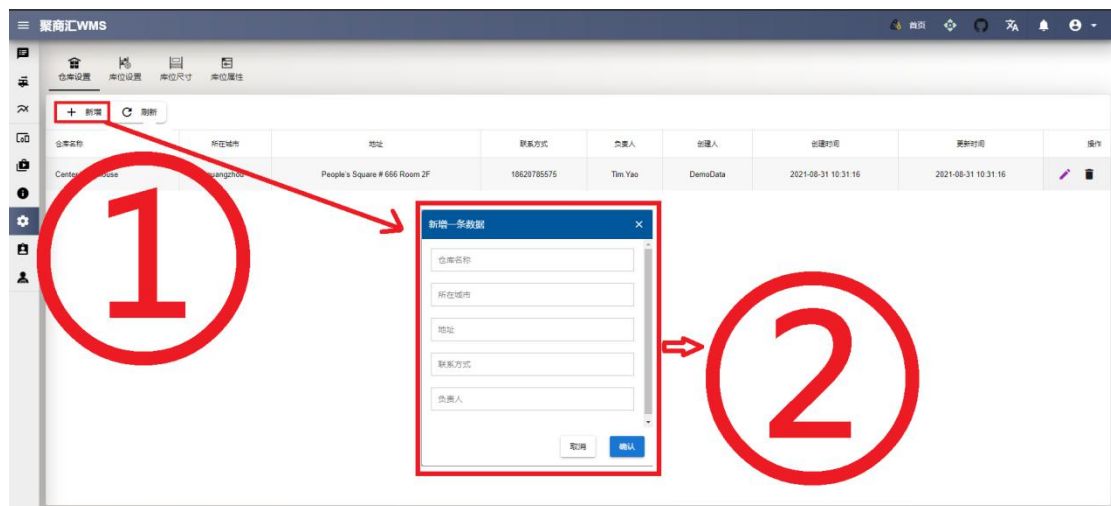 聚商汇WMS 首页
仓库设置 库位设置 库位尺寸 库位属性
+ 新增 刷新
仓库名称 所在城市 地址 联系方式 负责人 创建人 创建时间 更新时间 操作
People's Square # 666 Room 2F 18620785575 Tim.Yao DemoData 2021-08-31 10:31:16 2021-08-31 10:31:16
新增一条数据 ×
仓库名称
所在城市
地址
联系方式
负责人
取消 确认
1
2